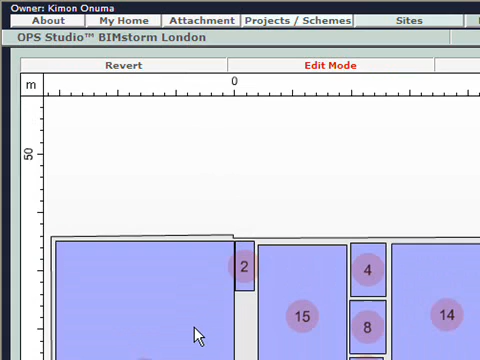 Owner: Kimon Onuma
About My Home Attachment Projects / Schemes Sites
OPS Studio™ BIMstorm London
Revert Edit Mode
m 0
50
2 4
15 14
8